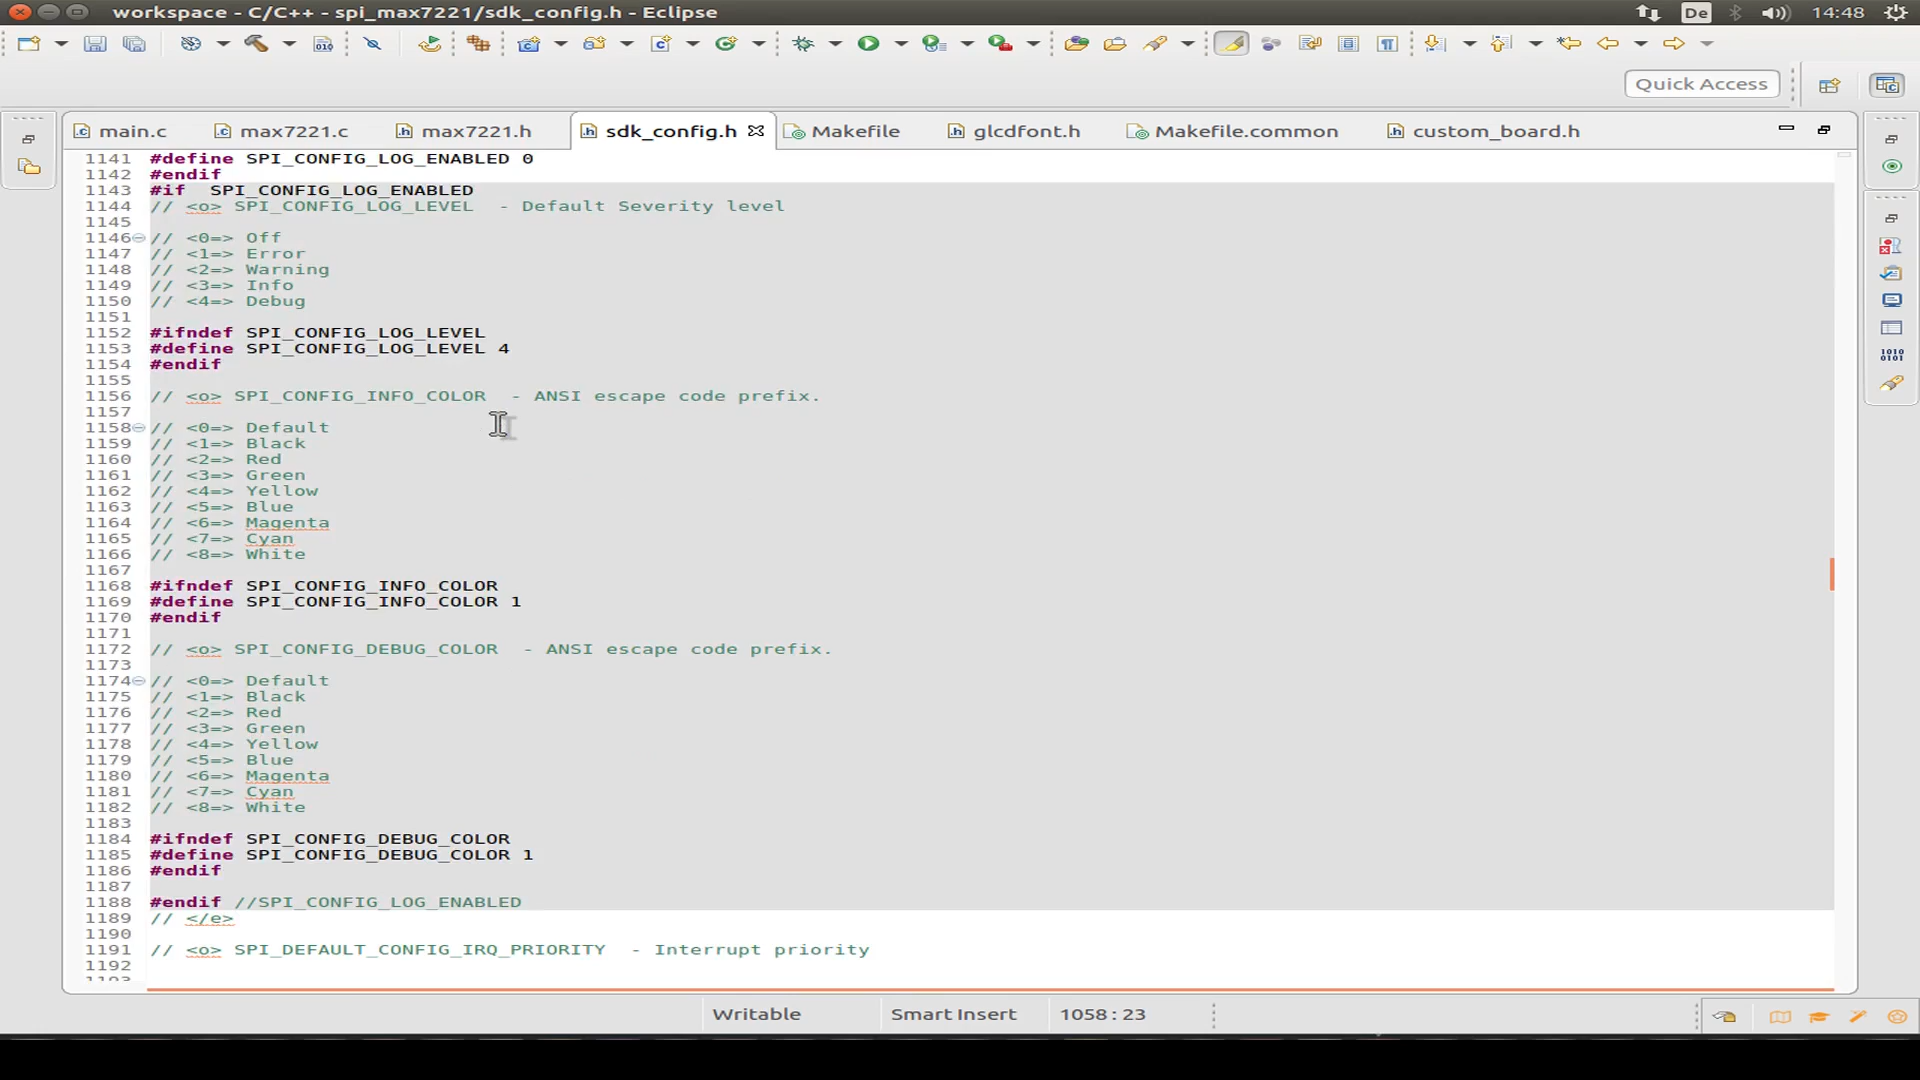 workspace - C/C++ - spi_max7221/sdk_config.h - Eclipse
De
14:48
Quick Access
main.c
max7221.c
max7221.h
sdk_config.h
Makefile
glcdfont.h
Makefile.common
custom_board.h
1141 #define SPI_CONFIG_LOG_ENABLED 0
1142 #endif
1143 #if  SPI_CONFIG_LOG_ENABLED
1144 // <o> SPI_CONFIG_LOG_LEVEL  - Default Severity level
1145
1146 // <0=> Off
1147 // <1=> Error
1148 // <2=> Warning
1149 // <3=> Info
1150 // <4=> Debug
1151
1152 #ifndef SPI_CONFIG_LOG_LEVEL
1153 #define SPI_CONFIG_LOG_LEVEL 4
1154 #endif
1155
1156 // <o> SPI_CONFIG_INFO_COLOR  - ANSI escape code prefix.
1157
1158 // <0=> Default
1159 // <1=> Black
1160 // <2=> Red
1161 // <3=> Green
1162 // <4=> Yellow
1163 // <5=> Blue
1164 // <6=> Magenta
1165 // <7=> Cyan
1166 // <8=> White
1167
1168 #ifndef SPI_CONFIG_INFO_COLOR
1169 #define SPI_CONFIG_INFO_COLOR 1
1170 #endif
1171
1172 // <o> SPI_CONFIG_DEBUG_COLOR  - ANSI escape code prefix.
1173
1174 // <0=> Default
1175 // <1=> Black
1176 // <2=> Red
1177 // <3=> Green
1178 // <4=> Yellow
1179 // <5=> Blue
1180 // <6=> Magenta
1181 // <7=> Cyan
1182 // <8=> White
1183
1184 #ifndef SPI_CONFIG_DEBUG_COLOR
1185 #define SPI_CONFIG_DEBUG_COLOR 1
1186 #endif
1187
1188 #endif //SPI_CONFIG_LOG_ENABLED
1189 // </e>
1190
1191 // <o> SPI_DEFAULT_CONFIG_IRQ_PRIORITY  - Interrupt priority
1192
1193
Writable
Smart Insert
1058 : 23